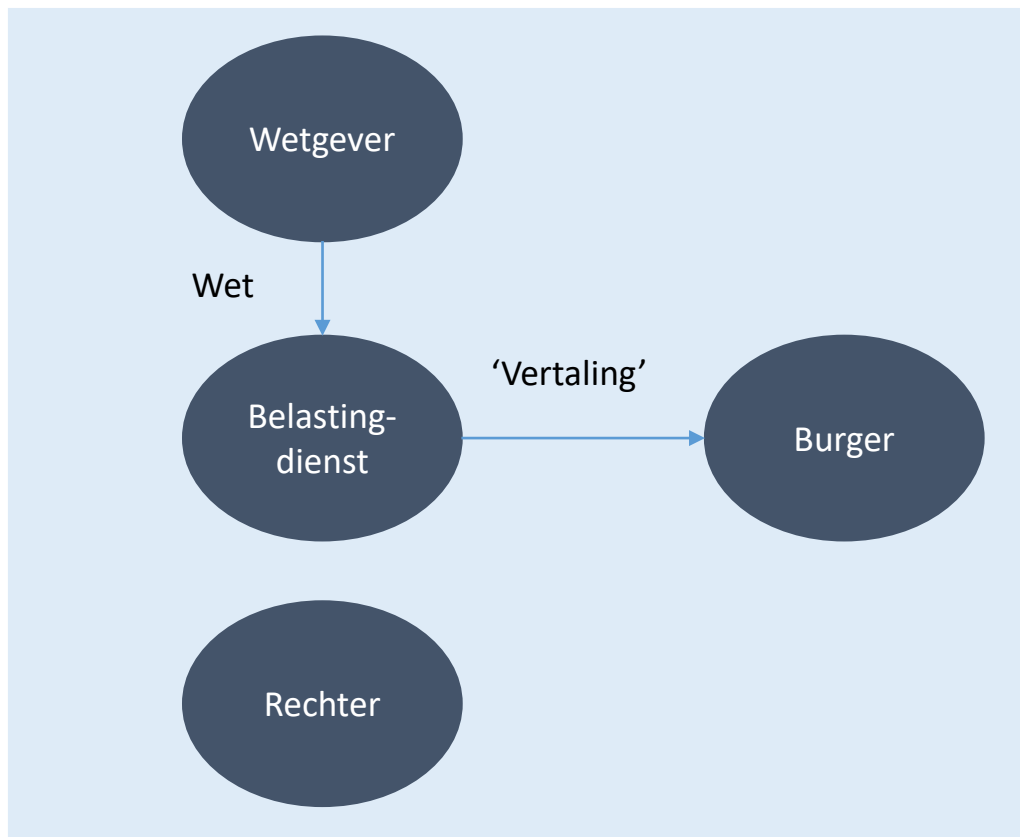 Wetgever
Wet
‘Vertaling’
Belasting-
dienst
Burger
Rechter